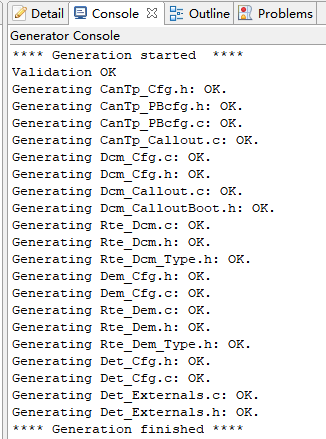 Detail Console Outline Problems
Generator Console
**** Generation started  ****
Validation OK
Generating CanTp_Cfg.h: OK.
Generating CanTp_PBcfg.h: OK.
Generating CanTp_PBcfg.c: OK.
Generating CanTp_Callout.c: OK.
Generating Dcm_Cfg.c: OK.
Generating Dcm_Cfg.h: OK.
Generating Dcm_Callout.c: OK.
Generating Dcm_CalloutBoot.h: OK.
Generating Rte_Dcm.c: OK.
Generating Rte_Dcm.h: OK.
Generating Rte_Dcm_Type.h: OK.
Generating Dem_Cfg.h: OK.
Generating Dem_Cfg.c: OK.
Generating Rte_Dem.c: OK.
Generating Rte_Dem.h: OK.
Generating Rte_Dem_Type.h: OK.
Generating Det_Cfg.h: OK.
Generating Det_Cfg.c: OK.
Generating Det_Externals.c: OK.
Generating Det_Externals.h: OK.
**** Generation finished ****